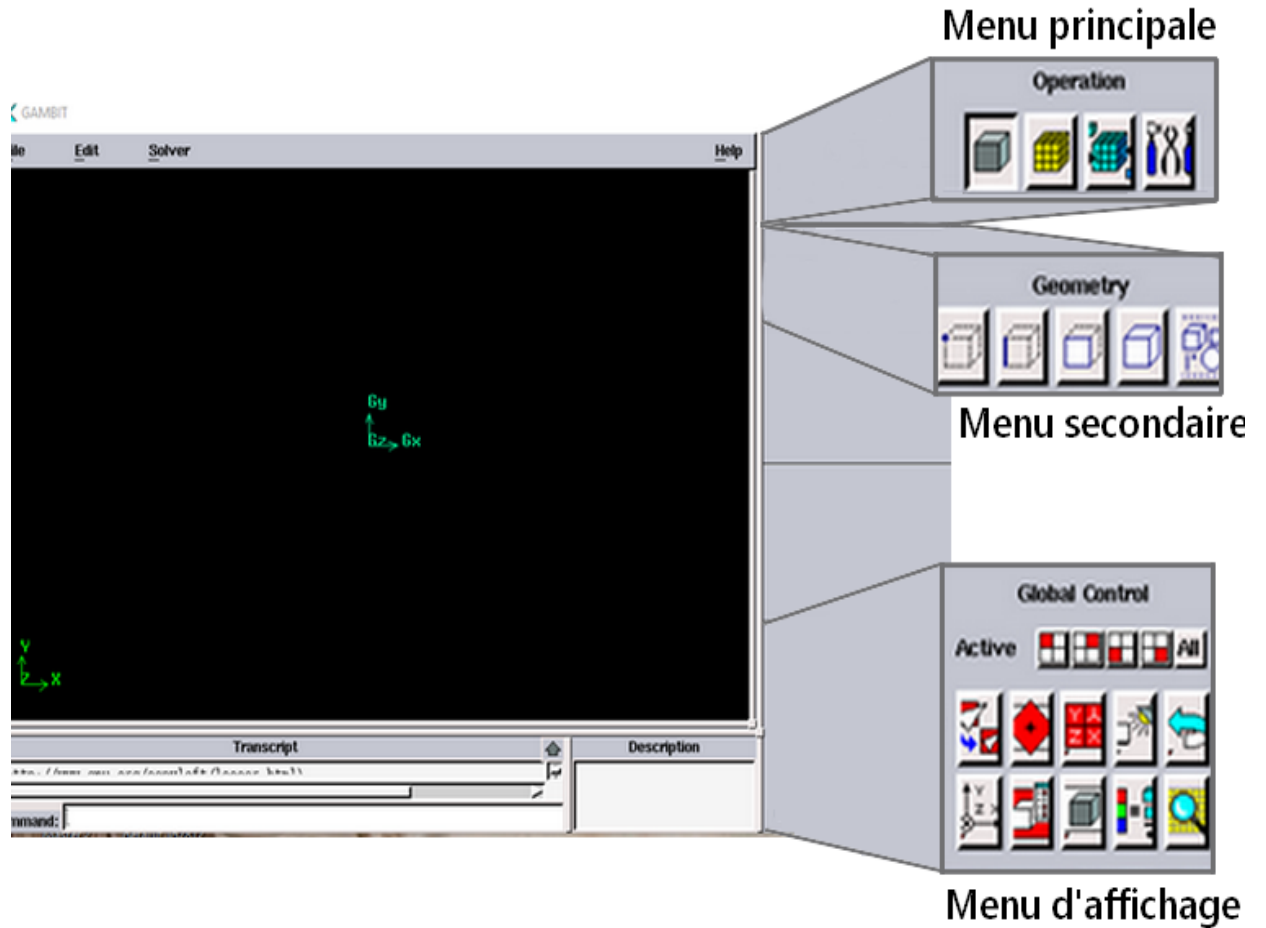 Menu principale
Operation
GAMBIT
Edit Solver Help
Geometry
Menu secondaire
Gy
Gz Gx
Global Control
Active All
Y
Z X
Y
Z X
Y
Z X
Transcript Description
Menu d'affichage